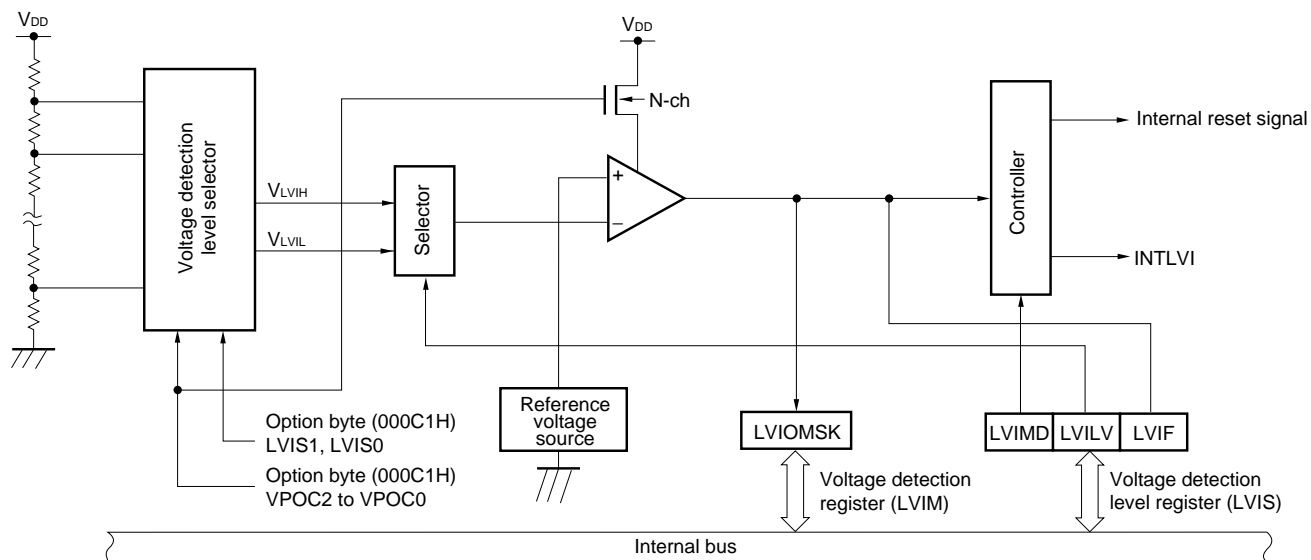 VDD
VDD
N-ch
Voltage detection
level selector
VLVIH
VLVIL
Selector
+
–
Controller
Internal reset signal
INTLVI
Option byte (000C1H)
LVIS1, LVIS0
Option byte (000C1H)
VPOC2 to VPOC0
Reference
voltage
source
LVIOMSK
LVIMD
LVILV
LVIF
Voltage detection
register (LVIM)
Voltage detection
level register (LVIS)
Internal bus